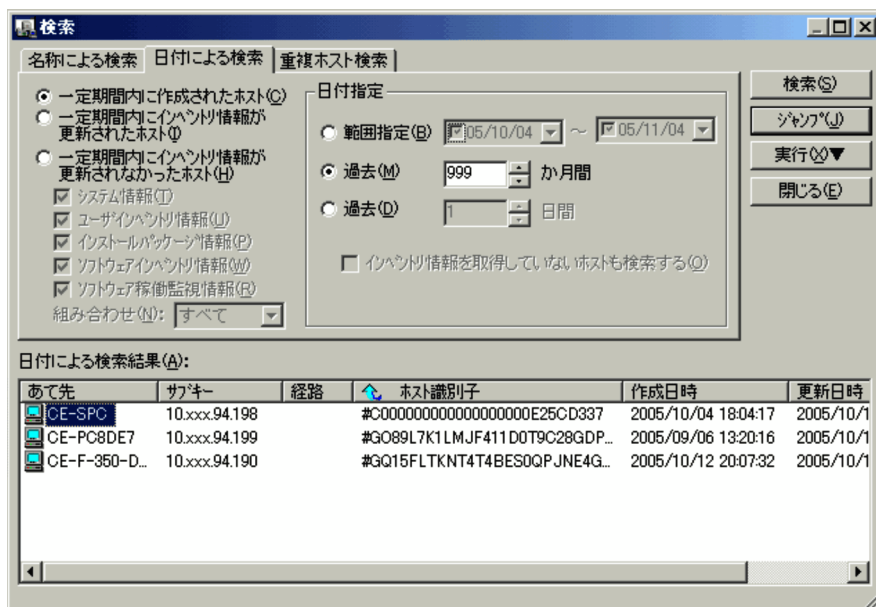 検索
名称による検索 日付による検索 重複ホスト検索
一定期間内に作成されたホスト(C)
一定期間内にインベントリ情報が
更新されたホスト(I)
一定期間内にインベントリ情報が
更新されなかったホスト(H)
システム情報(T)
ユーザインベントリ情報(U)
インストールパッケージ情報(P)
ソフトウェアインベントリ情報(W)
ソフトウェア稼働監視情報(R)
組み合わせ(N): すべて
日付指定
範囲指定(B) 05/10/04 ～ 05/11/04
過去(M) 999 か月間
過去(D) 1 日間
インベントリ情報を取得していないホストも検索する(O)
検索(S)
ジャンプ(J)
実行(X)▼
閉じる(E)
日付による検索結果(A):
あて先 サブキー 経路 ホスト識別子 作成日時 更新日時
CE-SPC 10.xxx.94.198 #C000000000000000000E25CD337 2005/10/04 18:04:17 2005/10/1
CE-PC8DE7 10.xxx.94.199 #GO89L7K1LMJF411D0T9C28GDP... 2005/09/06 13:20:16 2005/10/1
CE-F-350-D... 10.xxx.94.190 #GQ15FLTKNT4T4BES0QPJNE4G... 2005/10/12 20:07:32 2005/10/1